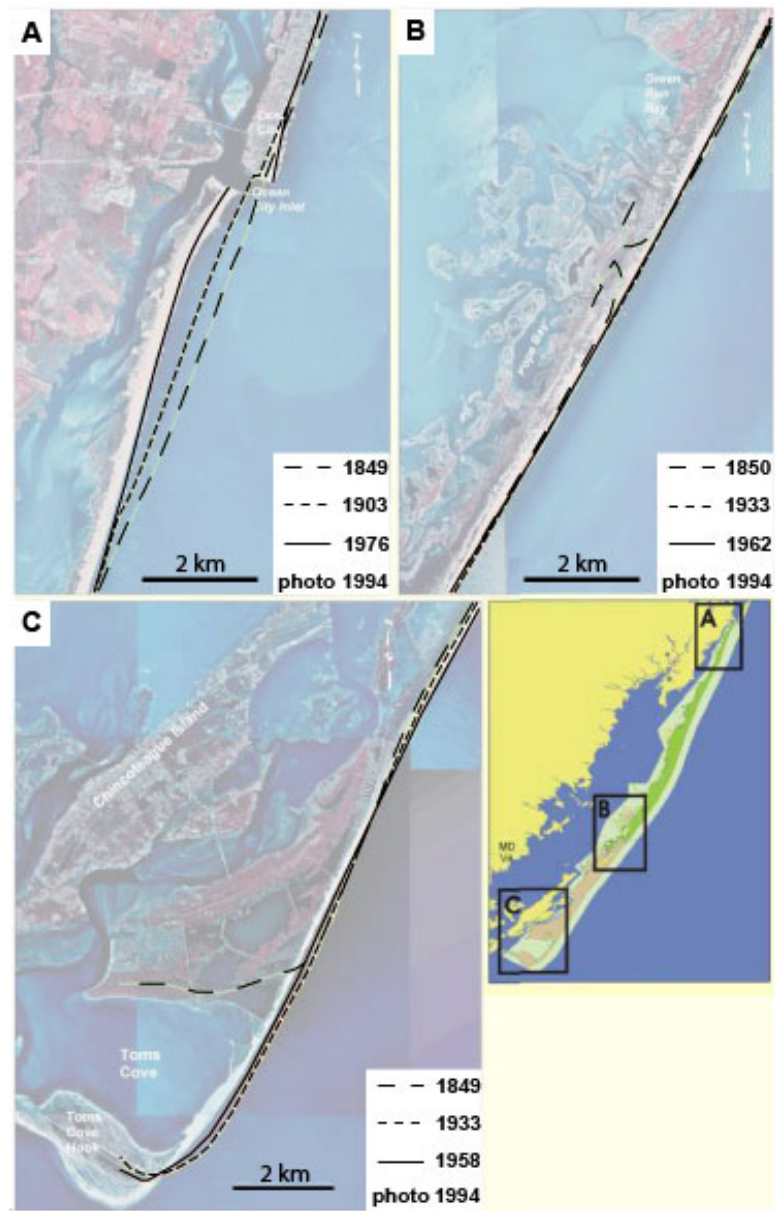 A
Ocean
City
Ocean
City Inlet
1849
1903
1976
2 km
photo 1994
B
Green
Run
Bay
Pope Bay
1850
1933
1962
2 km
photo 1994
C
Chincoteague Island
Toms
Cove
Toms
Cove
Hook
1849
1933
1958
2 km
photo 1994
A
B
MD
VA
C